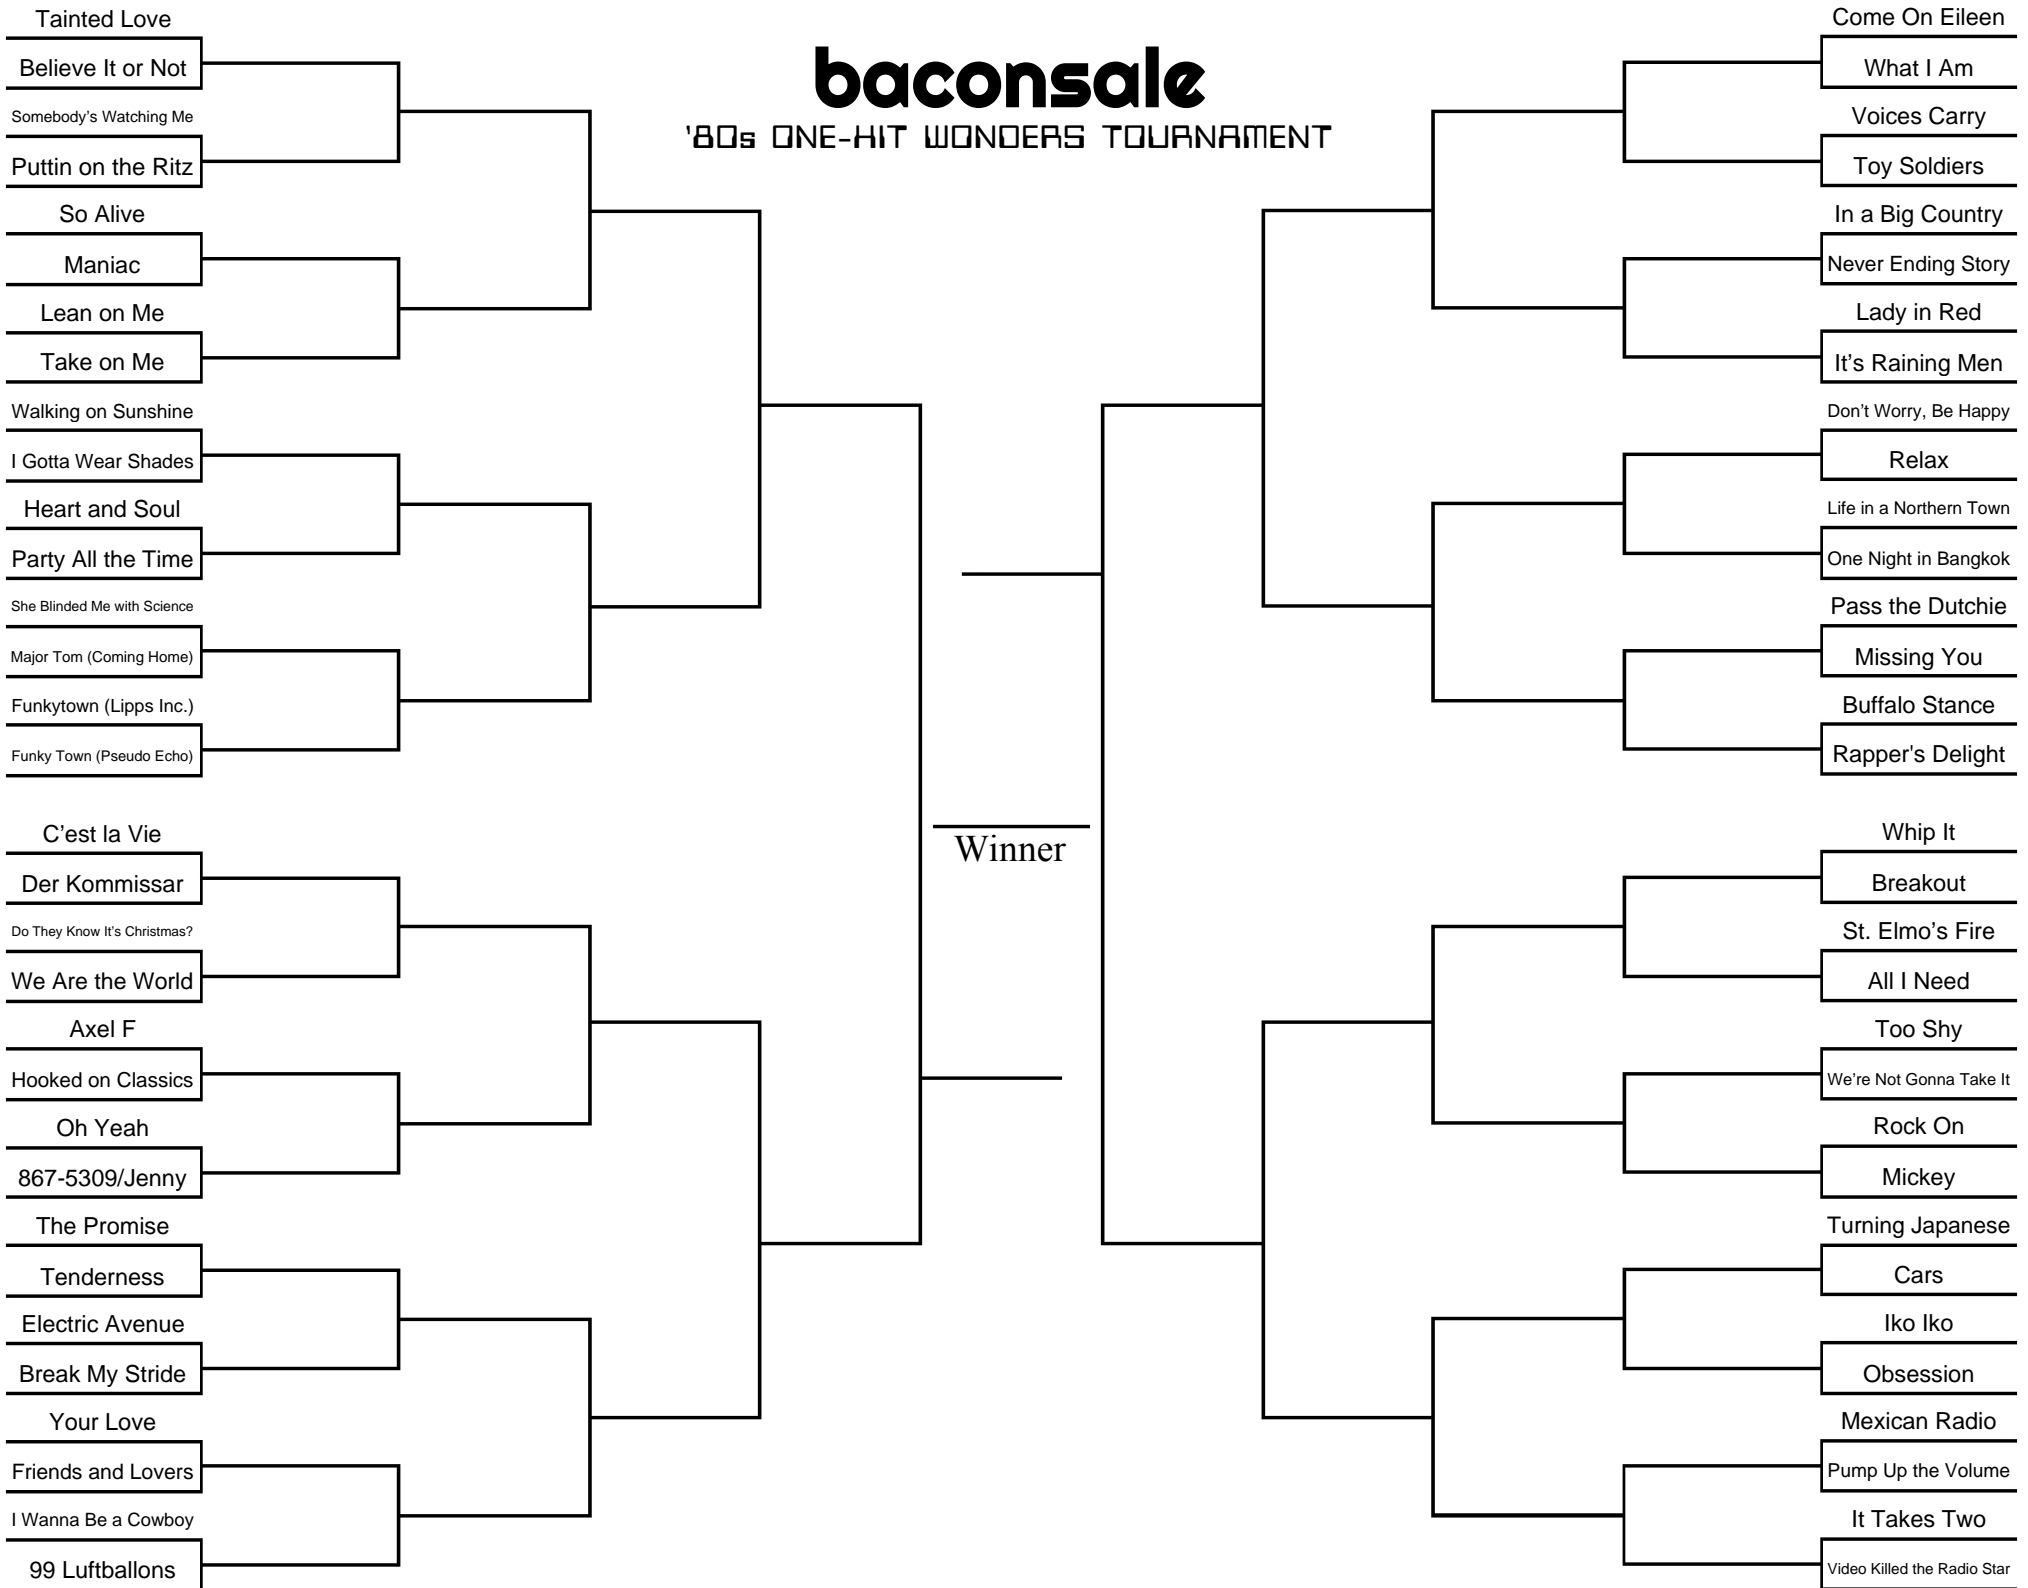 baconsale
'80s ONE-HIT WONDERS TOURNAMENT
Tainted Love
Believe It or Not
Somebody’s Watching Me
Puttin on the Ritz
So Alive
Maniac
Lean on Me
Take on Me
Walking on Sunshine
I Gotta Wear Shades
Heart and Soul
Party All the Time
She Blinded Me with Science
Major Tom (Coming Home)
Funkytown (Lipps Inc.)
Funky Town (Pseudo Echo)
C’est la Vie
Der Kommissar
Do They Know It’s Christmas?
We Are the World
Axel F
Hooked on Classics
Oh Yeah
867-5309/Jenny
The Promise
Tenderness
Electric Avenue
Break My Stride
Your Love
Friends and Lovers
I Wanna Be a Cowboy
99 Luftballons
Winner
Come On Eileen
What I Am
Voices Carry
Toy Soldiers
In a Big Country
Never Ending Story
Lady in Red
It’s Raining Men
Don’t Worry, Be Happy
Relax
Life in a Northern Town
One Night in Bangkok
Pass the Dutchie
Missing You
Buffalo Stance
Rapper's Delight
Whip It
Breakout
St. Elmo’s Fire
All I Need
Too Shy
We’re Not Gonna Take It
Rock On
Mickey
Turning Japanese
Cars
Iko Iko
Obsession
Mexican Radio
Pump Up the Volume
It Takes Two
Video Killed the Radio Star